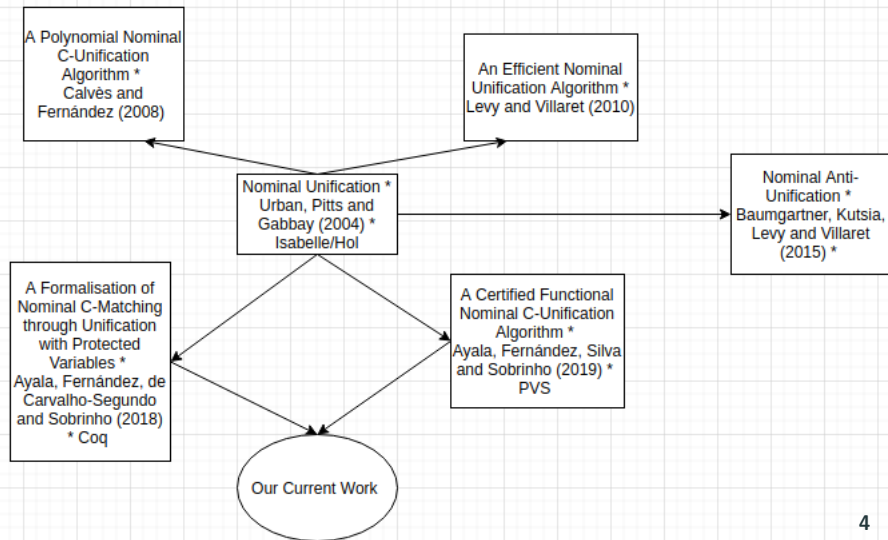 A Polynomial Nominal
C-Unification
Algorithm *
Calvès and
Fernández (2008)
An Efficient Nominal
Unification Algorithm *
Levy and Villaret (2010)
Nominal Unification *
Urban, Pitts and
Gabbay (2004) *
Isabelle/Hol
Nominal Anti-
Unification *
Baumgartner, Kutsia,
Levy and Villaret
(2015) *
A Formalisation of
Nominal C-Matching
through Unification
with Protected
Variables *
Ayala, Fernández, de
Carvalho-Segundo
and Sobrinho (2018)
* Coq
A Certified Functional
Nominal C-Unification
Algorithm *
Ayala, Fernández, Silva
and Sobrinho (2019) *
PVS
Our Current Work
4